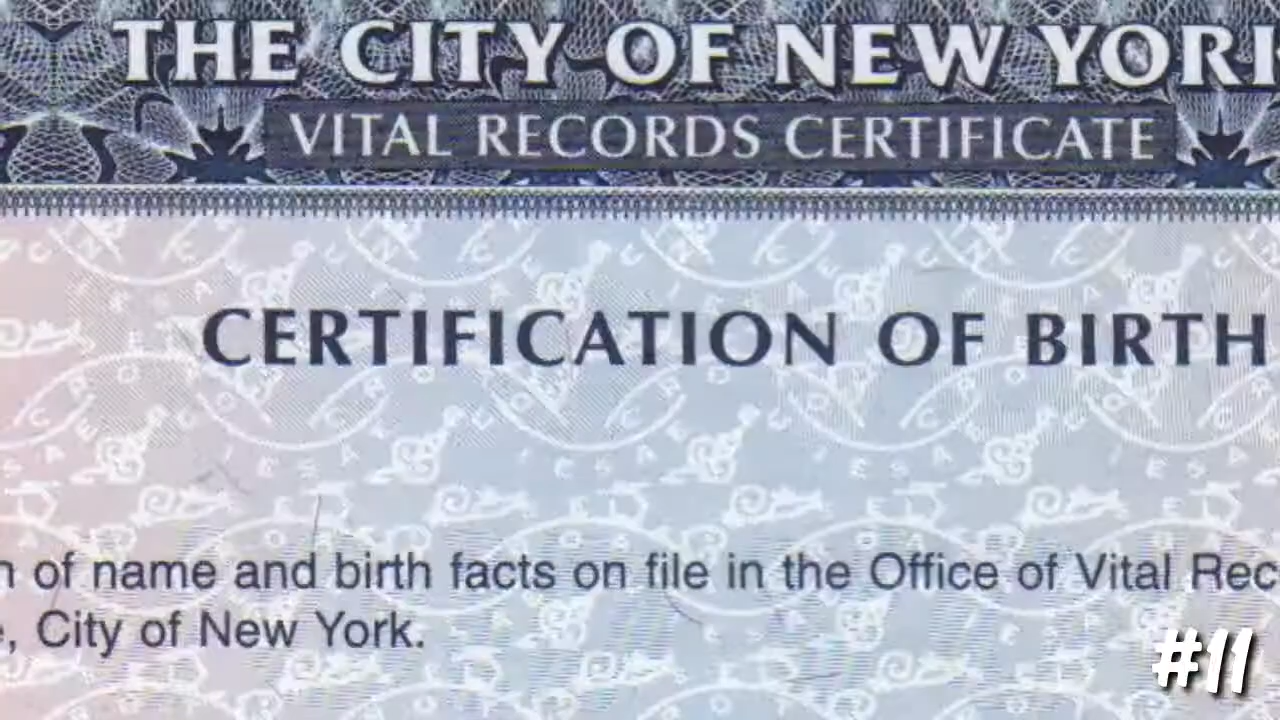 THE CITY OF NEW YORK
VITAL RECORDS CERTIFICATE
CERTIFICATION OF BIRTH
of name and birth facts on file in the Office of Vital Rec
, City of New York.
#11